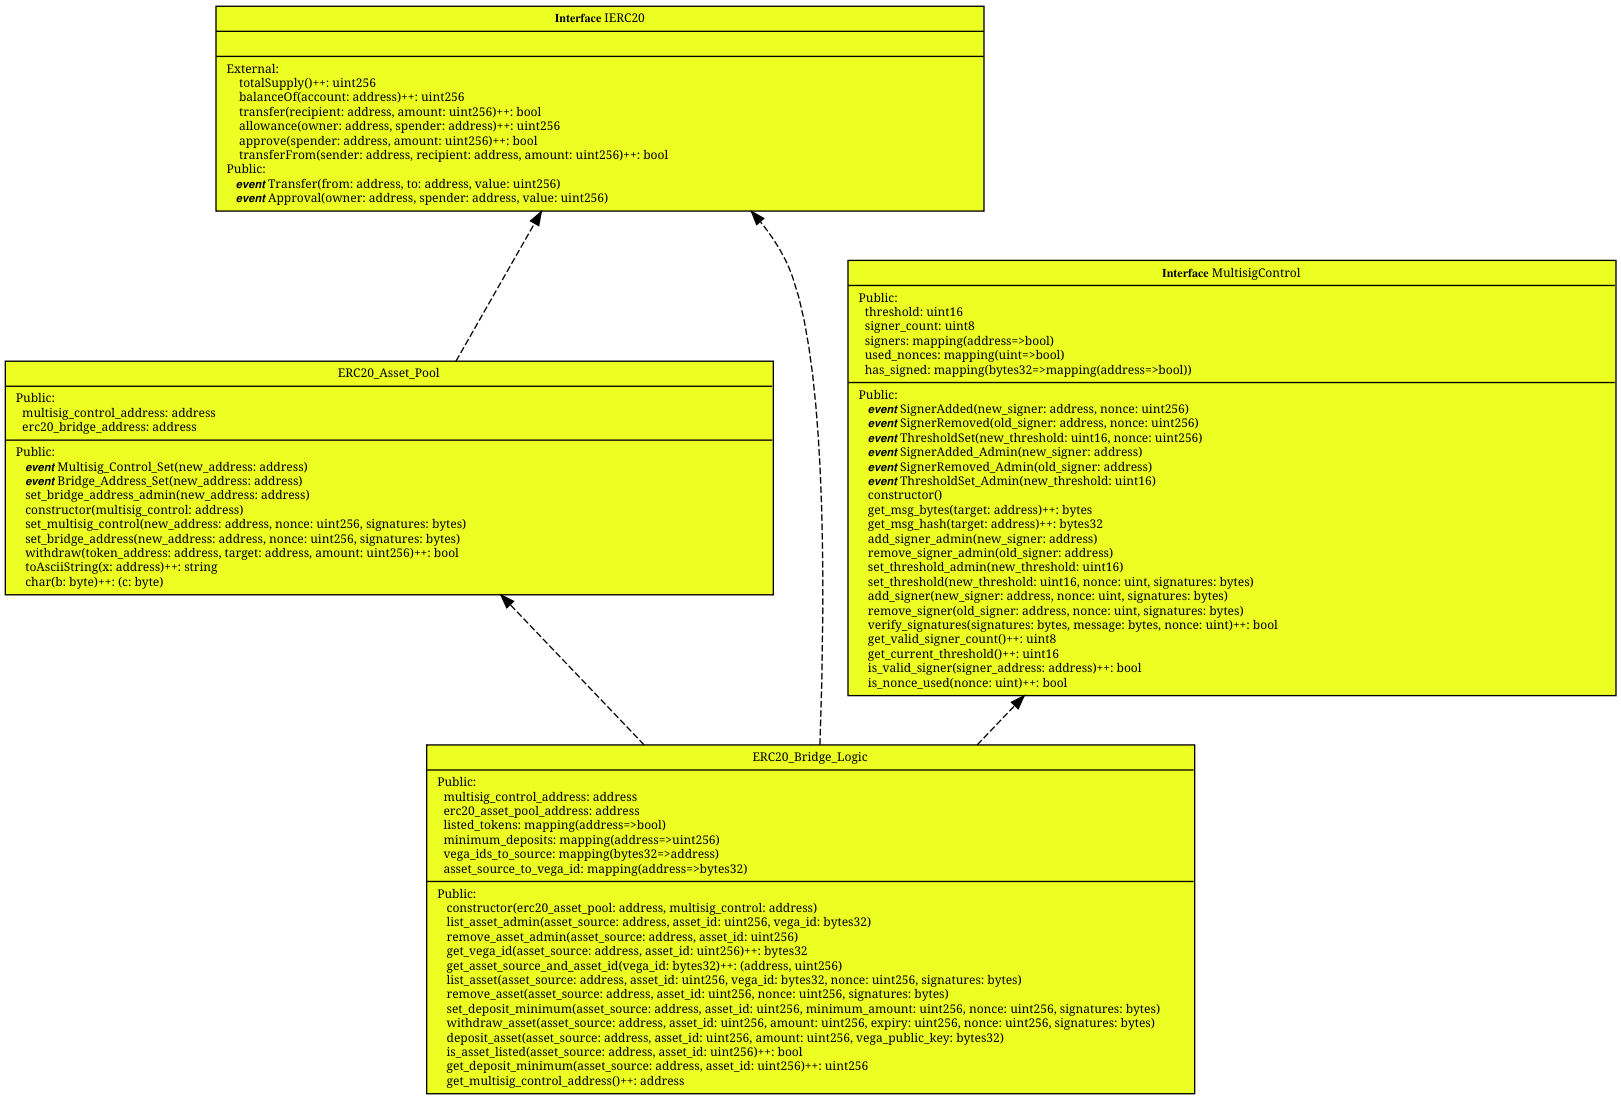 Interface IERC20
External:
totalSupply()++: uint256
balanceOf(account: address)++: uint256
transfer(recipient: address, amount: uint256)++: bool
allowance(owner: address, spender: address)++: uint256
approve(spender: address, amount: uint256)++: bool
transferFrom(sender: address, recipient: address, amount: uint256)++: bool
Public:
event Transfer(from: address, to: address, value: uint256)
event Approval(owner: address, spender: address, value: uint256)
Interface MultisigControl
Public:
threshold: uint16
signer_count: uint8
signers: mapping(address=>bool)
used_nonces: mapping(uint=>bool)
has_signed: mapping(bytes32=>mapping(address=>bool))
Public:
event SignerAdded(new_signer: address, nonce: uint256)
event SignerRemoved(old_signer: address, nonce: uint256)
event ThresholdSet(new_threshold: uint16, nonce: uint256)
event SignerAdded_Admin(new_signer: address)
event SignerRemoved_Admin(old_signer: address)
event ThresholdSet_Admin(new_threshold: uint16)
constructor()
get_msg_bytes(target: address)++: bytes
get_msg_hash(target: address)++: bytes32
add_signer_admin(new_signer: address)
remove_signer_admin(old_signer: address)
set_threshold_admin(new_threshold: uint16)
set_threshold(new_threshold: uint16, nonce: uint, signatures: bytes)
add_signer(new_signer: address, nonce: uint, signatures: bytes)
remove_signer(old_signer: address, nonce: uint, signatures: bytes)
verify_signatures(signatures: bytes, message: bytes, nonce: uint)++: bool
get_valid_signer_count()++: uint8
get_current_threshold()++: uint16
is_valid_signer(signer_address: address)++: bool
is_nonce_used(nonce: uint)++: bool
ERC20_Asset_Pool
Public:
multisig_control_address: address
erc20_bridge_address: address
Public:
event Multisig_Control_Set(new_address: address)
event Bridge_Address_Set(new_address: address)
set_bridge_address_admin(new_address: address)
constructor(multisig_control: address)
set_multisig_control(new_address: address, nonce: uint256, signatures: bytes)
set_bridge_address(new_address: address, nonce: uint256, signatures: bytes)
withdraw(token_address: address, target: address, amount: uint256)++: bool
toAsciiString(x: address)++: string
char(b: byte)++: (c: byte)
ERC20_Bridge_Logic
Public:
multisig_control_address: address
erc20_asset_pool_address: address
listed_tokens: mapping(address=>bool)
minimum_deposits: mapping(address=>uint256)
vega_ids_to_source: mapping(bytes32=>address)
asset_source_to_vega_id: mapping(address=>bytes32)
Public:
constructor(erc20_asset_pool: address, multisig_control: address)
list_asset_admin(asset_source: address, asset_id: uint256, vega_id: bytes32)
remove_asset_admin(asset_source: address, asset_id: uint256)
get_vega_id(asset_source: address, asset_id: uint256)++: bytes32
get_asset_source_and_asset_id(vega_id: bytes32)++: (address, uint256)
list_asset(asset_source: address, asset_id: uint256, vega_id: bytes32, nonce: uint256, signatures: bytes)
remove_asset(asset_source: address, asset_id: uint256, nonce: uint256, signatures: bytes)
set_deposit_minimum(asset_source: address, asset_id: uint256, minimum_amount: uint256, nonce: uint256, signatures: bytes)
withdraw_asset(asset_source: address, asset_id: uint256, amount: uint256, expiry: uint256, nonce: uint256, signatures: bytes)
deposit_asset(asset_source: address, asset_id: uint256, amount: uint256, vega_public_key: bytes32)
is_asset_listed(asset_source: address, asset_id: uint256)++: bool
get_deposit_minimum(asset_source: address, asset_id: uint256)++: uint256
get_multisig_control_address()++: address